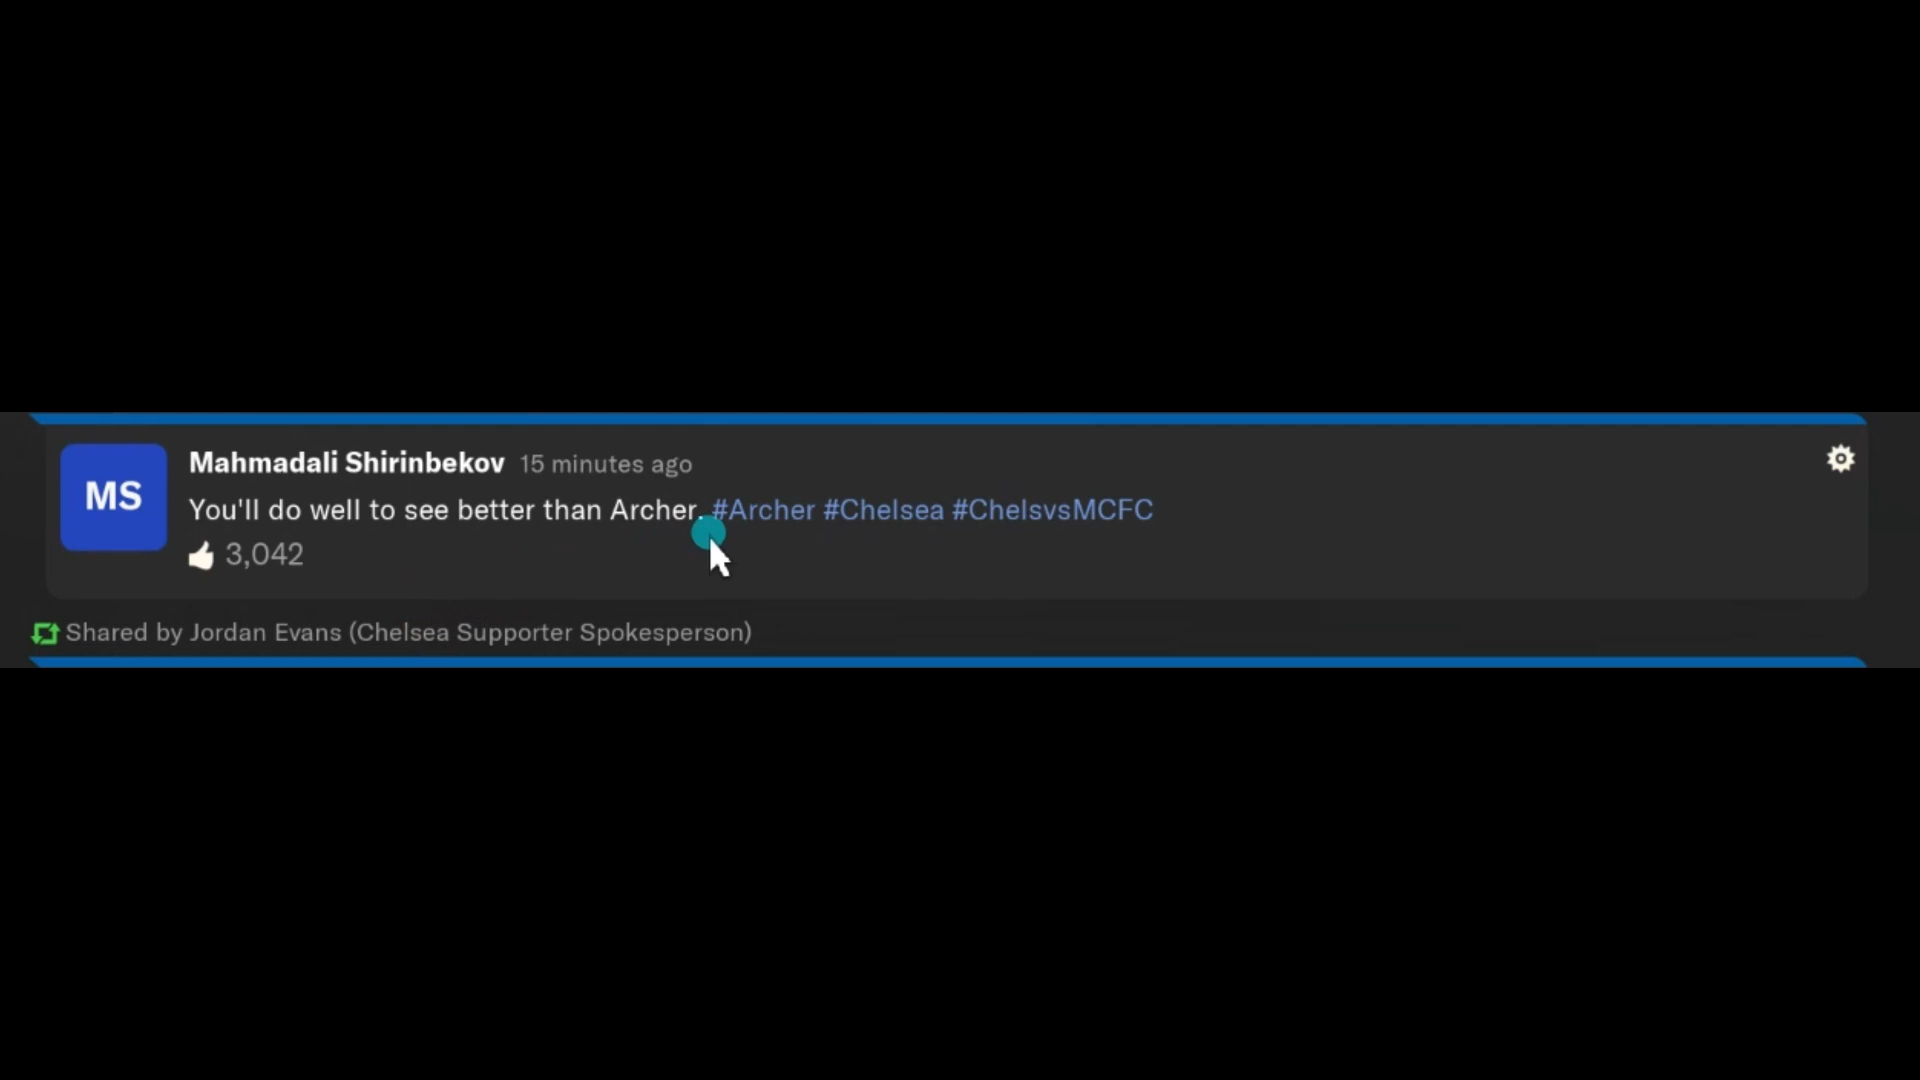 MS
Mahmadali Shirinbekov 15 minutes ago
You'll do well to see better than Archer. #Archer #Chelsea #ChelsvsMCFC
3,042
Shared by Jordan Evans (Chelsea Supporter Spokesperson)